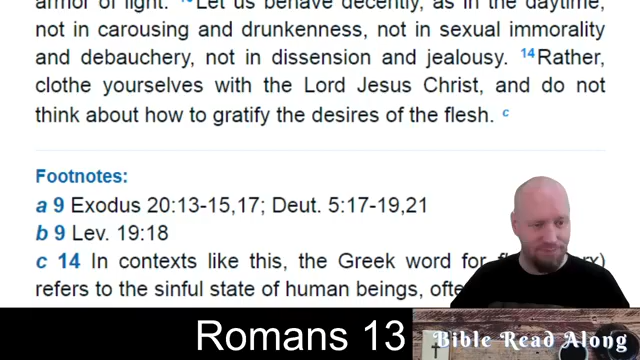 armor of light. 13 Let us behave decently, as in the daytime,
not in carousing and drunkenness, not in sexual immorality
and debauchery, not in dissension and jealousy. 14 Rather,
clothe yourselves with the Lord Jesus Christ, and do not
think about how to gratify the desires of the flesh. c
Footnotes:
a 9 Exodus 20:13-15,17; Deut. 5:17-19,21
b 9 Lev. 19:18
c 14 In contexts like this, the Greek word for
refers to the sinful state of human beings,
Romans 13
Bible Read Along